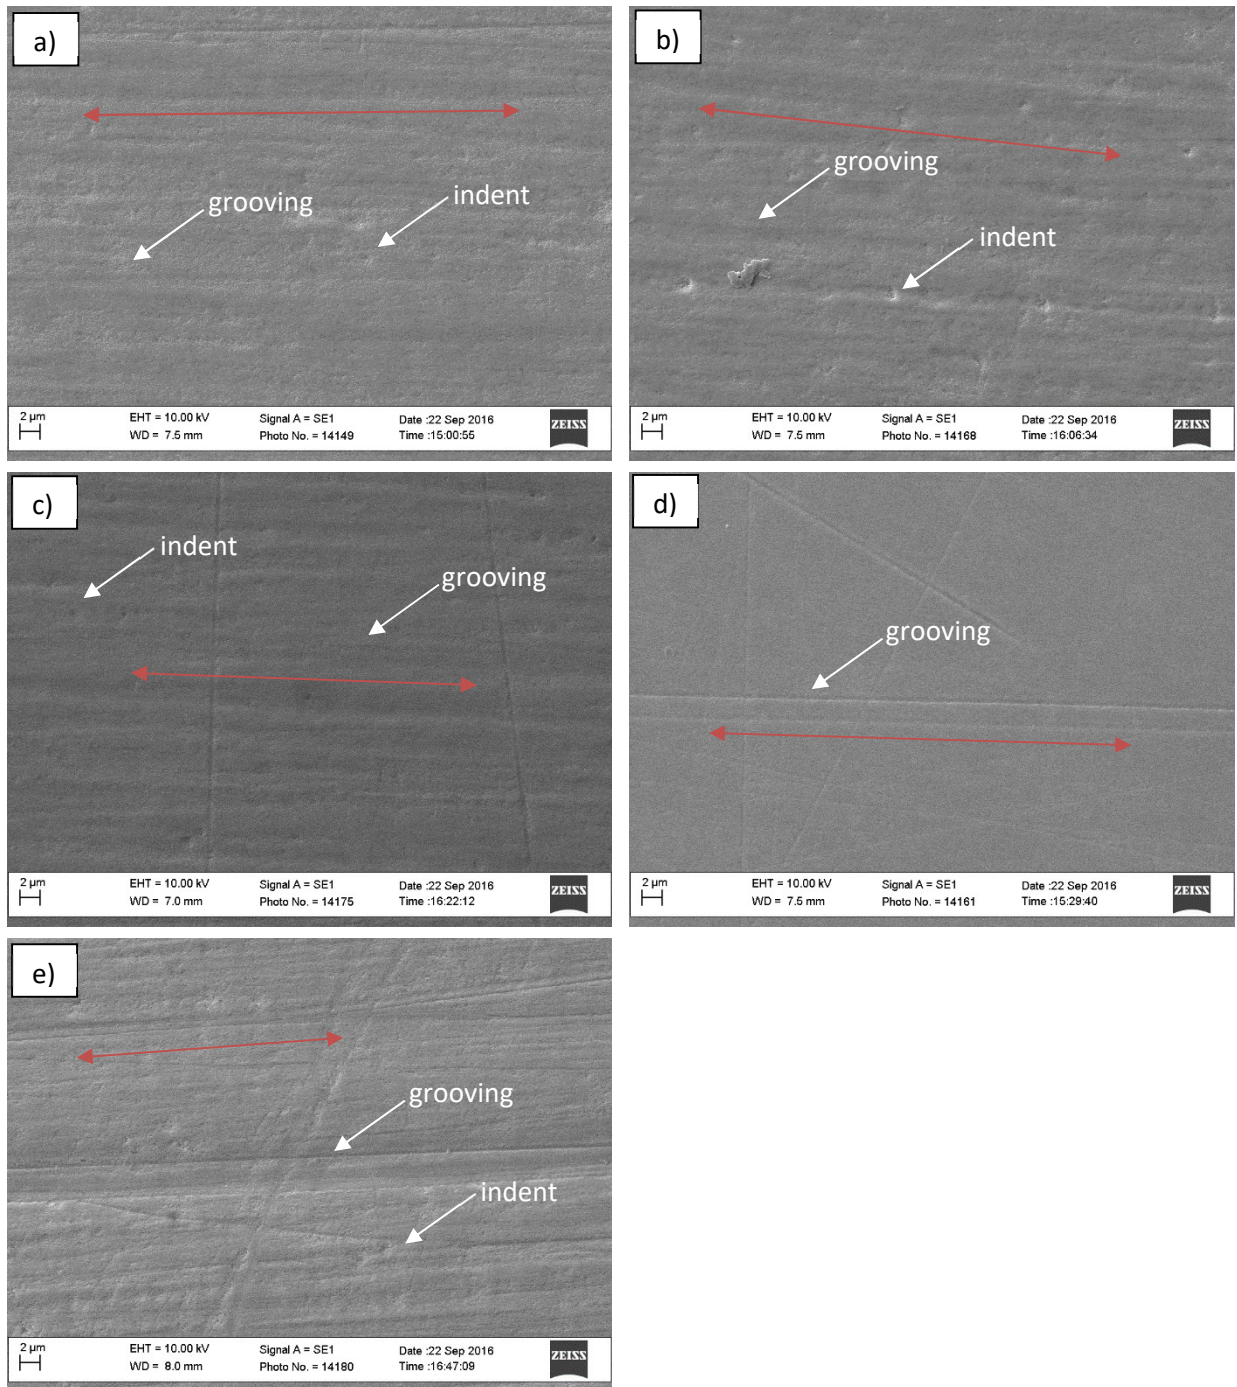 a)
grooving
indent
2 µm
EHT = 10.00 kV
Signal A = SE1
Date :22 Sep 2016
WD = 7.5 mm
Photo No. = 14149
Time :15:00:55
ZEISS
b)
grooving
indent
2 µm
EHT = 10.00 kV
Signal A = SE1
Date :22 Sep 2016
WD = 7.5 mm
Photo No. = 14168
Time :16:06:34
ZEISS
c)
indent
grooving
2 µm
EHT = 10.00 kV
Signal A = SE1
Date :22 Sep 2016
WD = 7.0 mm
Photo No. = 14175
Time :16:22:12
ZEISS
d)
grooving
2 µm
EHT = 10.00 kV
Signal A = SE1
Date :22 Sep 2016
WD = 7.5 mm
Photo No. = 14161
Time :15:29:40
ZEISS
e)
grooving
indent
2 µm
EHT = 10.00 kV
Signal A = SE1
Date :22 Sep 2016
WD = 8.0 mm
Photo No. = 14180
Time :16:47:09
ZEISS